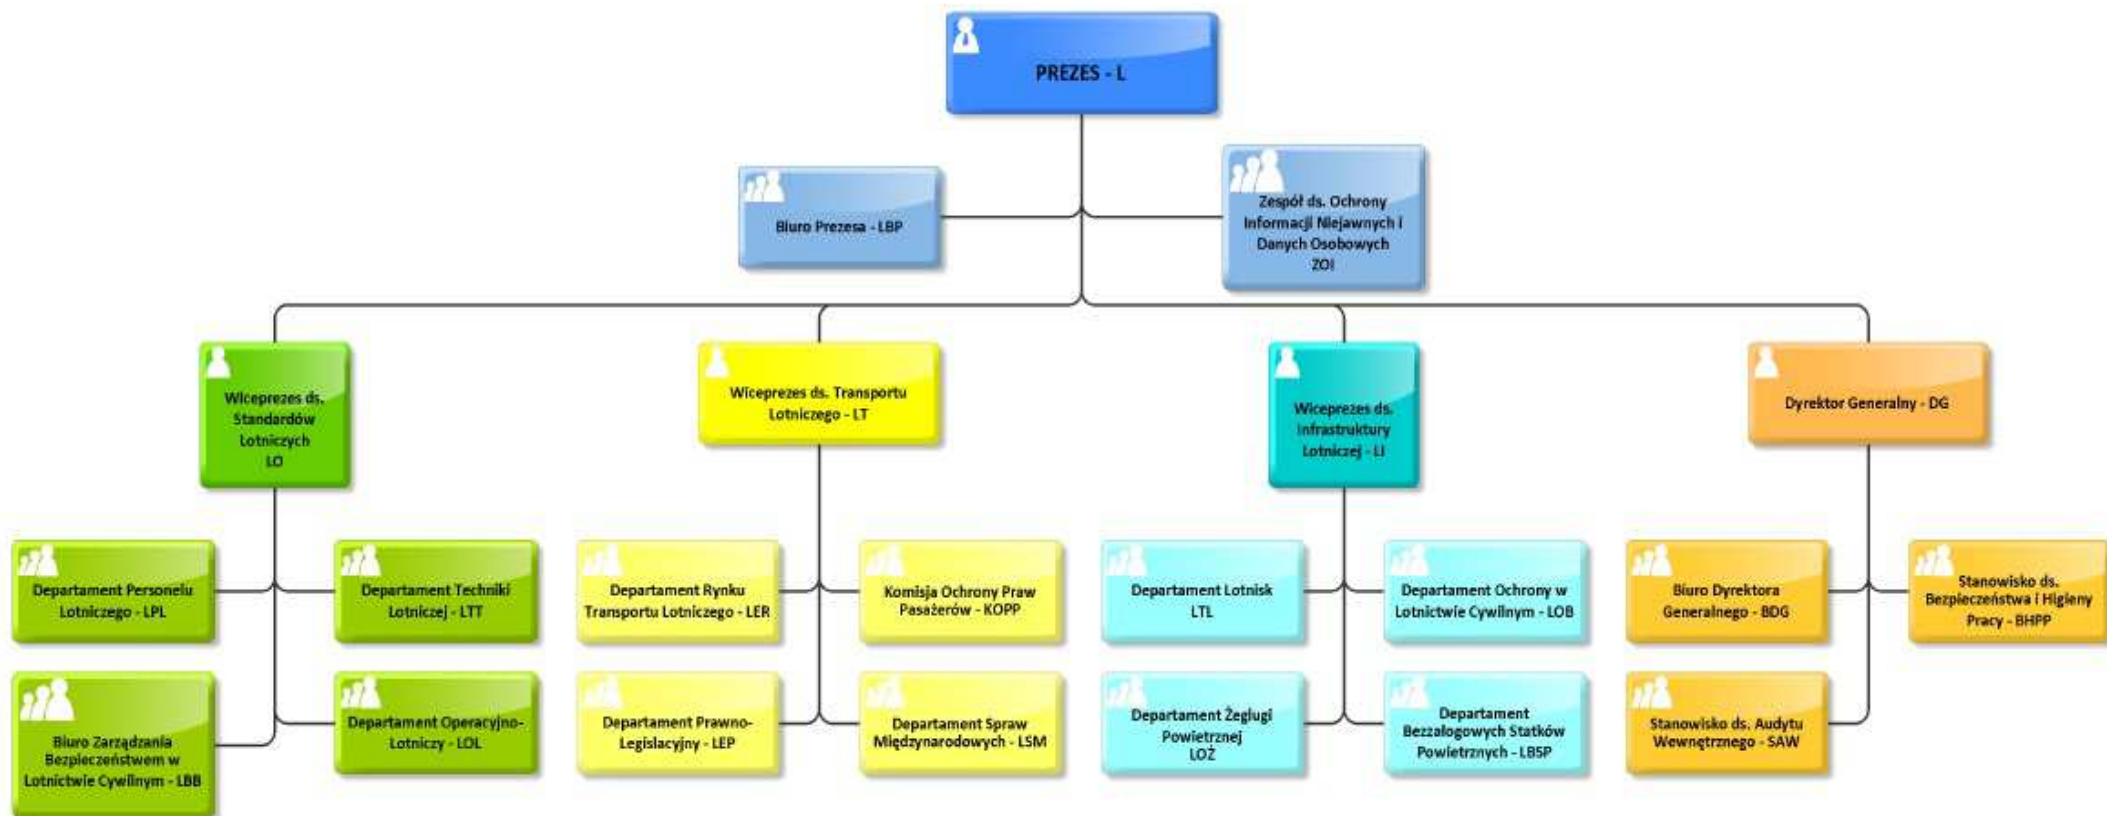 PREZES - L
Biuro Prezesa - LBP
Zespół ds. Ochrony
Informacji Niejawnych i
Danych Osobowych
ZOI
Wiceprezes ds.
Standardów
Lotniczych
LO
Wiceprezes ds. Transportu
Lotniczego - LT
Wiceprezes ds.
Infrastruktury
Lotniczej - LI
Dyrektor Generalny - DG
Departament Personelu
Lotniczego - LPL
Departament Techniki
Lotniczej - LTT
Departament Rynku
Transportu Lotniczego - LER
Komisja Ochrony Praw
Pasażerów - KOPP
Departament Lotnisk
LTL
Departament Ochrony w
Lotnictwie Cywilnym - LOB
Biuro Dyrektora
Generalnego - BDG
Stanowisko ds.
Bezpieczeństwa i Higieny
Pracy - BHPP
Biuro Zarządzania
Bezpieczeństwem w
Lotnictwie Cywilnym - LBB
Departament Operacyjno-
Lotniczy - LOL
Departament Prawno-
Legislacyjny - LEP
Departament Spraw
Międzynarodowych - LSM
Departament Żeglugi
Powietrznej
LOŻ
Departament
Bezzałogowych Statków
Powietrznych - LBSP
Stanowisko ds. Audytu
Wewnętrznego - SAW